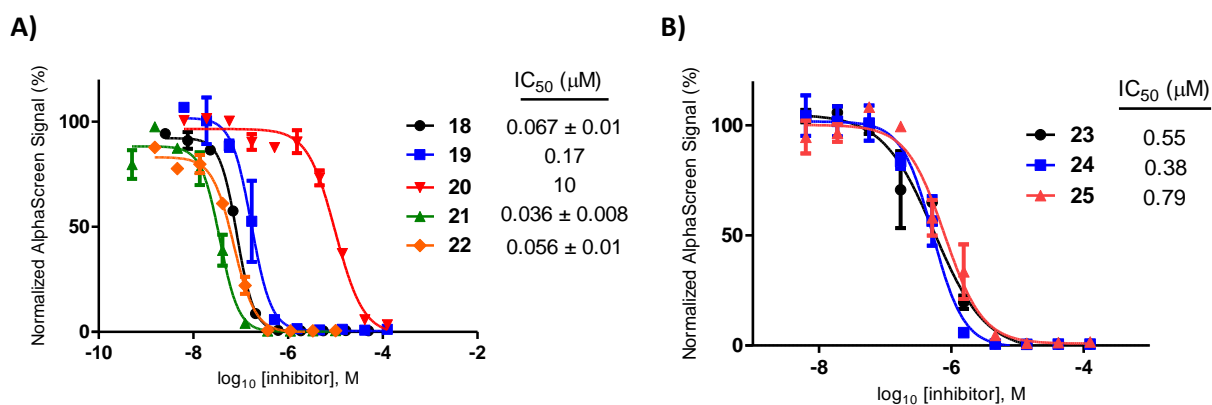 A)
Normalized AlphaScreen Signal (%)
100
50
0
-10 -8 -6 -4 -2
log10 [inhibitor], M
IC50 (μM)
18 0.067 ± 0.01
19 0.17
20 10
21 0.036 ± 0.008
22 0.056 ± 0.01
B)
Normalized AlphaScreen Signal (%)
100
50
0
-8 -6 -4
log10 [inhibitor], M
IC50 (μM)
23 0.55
24 0.38
25 0.79